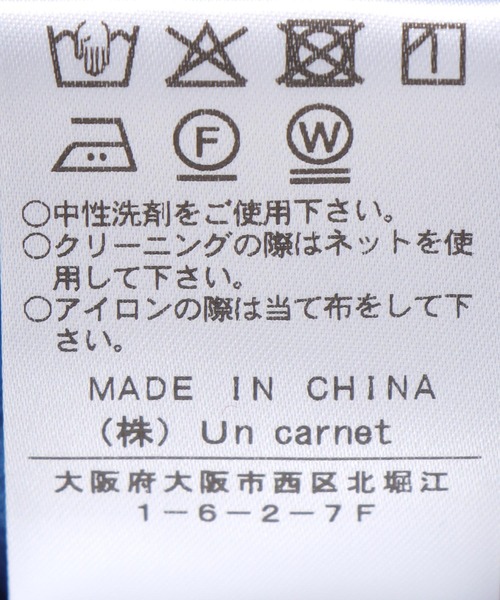 F W
○中性洗剤をご使用下さい。
○クリーニングの際はネットを使
用して下さい。
○アイロンの際は当て布をして下
さい。
MADE IN CHINA
（株） Un carnet
大阪府大阪市西区北堀江
1－6－2－7F